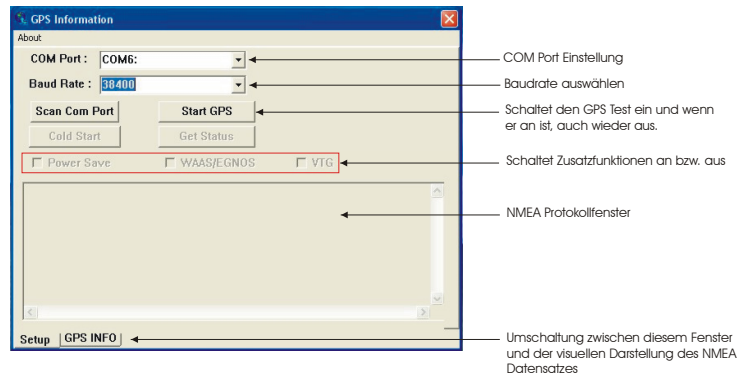 GPS Information
About
COM Port : COM6:
COM Port Einstellung
Baud Rate : 38400
Baudrate auswählen
Scan Com Port Start GPS
Schaltet den GPS Test ein und wenn
er an ist, auch wieder aus.
Cold Start Get Status
Power Save WAAS/EGNOS VTG
Schaltet Zusatzfunktionen an bzw. aus
NMEA Protokollfenster
Setup GPS INFO
Umschaltung zwischen diesem Fenster
und der visuellen Darstellung des NMEA
Datensatzes